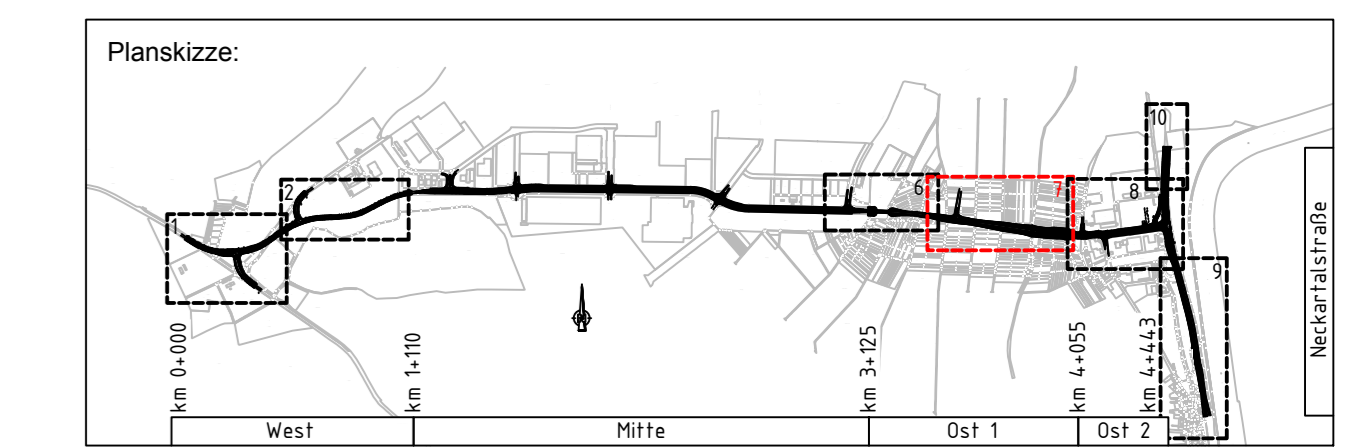 Planskizze:
10
2
6
7
8
1
9
Neckartalstraße
km 0+000
km 1+110
km 3+125
km 4+055
km 4+443
West
Mitte
Ost 1
Ost 2